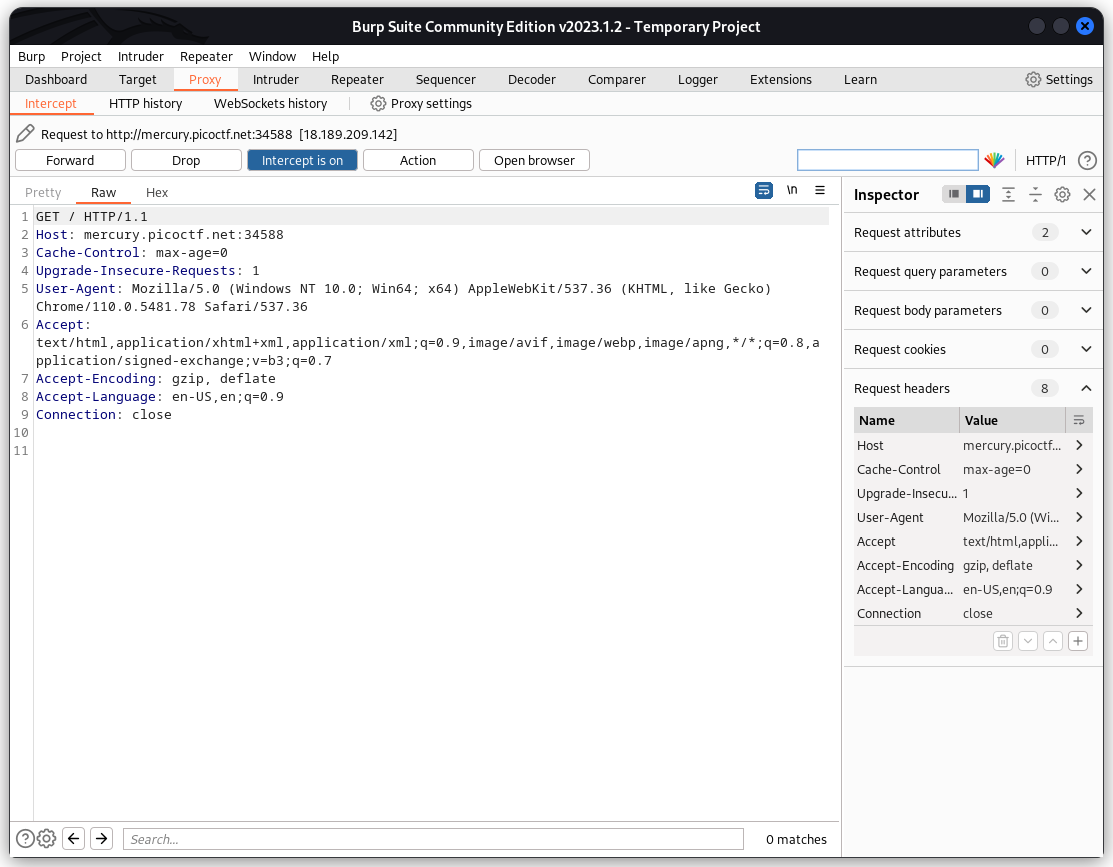 Burp Suite Community Edition v2023.1.2 - Temporary Project
Burp Project Intruder Repeater Window Help
Dashboard Target Proxy Intruder Repeater Sequencer Decoder Comparer Logger Extensions Learn Settings
Intercept HTTP history WebSockets history Proxy settings
Request to http://mercury.picoctf.net:34588 [18.189.209.142]
Forward Drop Intercept is on Action Open browser HTTP/1 ?
Pretty Raw Hex \n
1 GET / HTTP/1.1
2 Host: mercury.picoctf.net:34588
3 Cache-Control: max-age=0
4 Upgrade-Insecure-Requests: 1
5 User-Agent: Mozilla/5.0 (Windows NT 10.0; Win64; x64) AppleWebKit/537.36 (KHTML, like Gecko)
Chrome/110.0.5481.78 Safari/537.36
6 Accept:
text/html,application/xhtml+xml,application/xml;q=0.9,image/avif,image/webp,image/apng,*/*;q=0.8,a
pplication/signed-exchange;v=b3;q=0.7
7 Accept-Encoding: gzip, deflate
8 Accept-Language: en-US,en;q=0.9
9 Connection: close
10
11
Inspector
Request attributes 2
Request query parameters 0
Request body parameters 0
Request cookies 0
Request headers 8
Name Value
Host mercury.picoctf...
Cache-Control max-age=0
Upgrade-Insecu... 1
User-Agent Mozilla/5.0 (Wi...
Accept text/html,appli...
Accept-Encoding gzip, deflate
Accept-Langua... en-US,en;q=0.9
Connection close
? Search... 0 matches